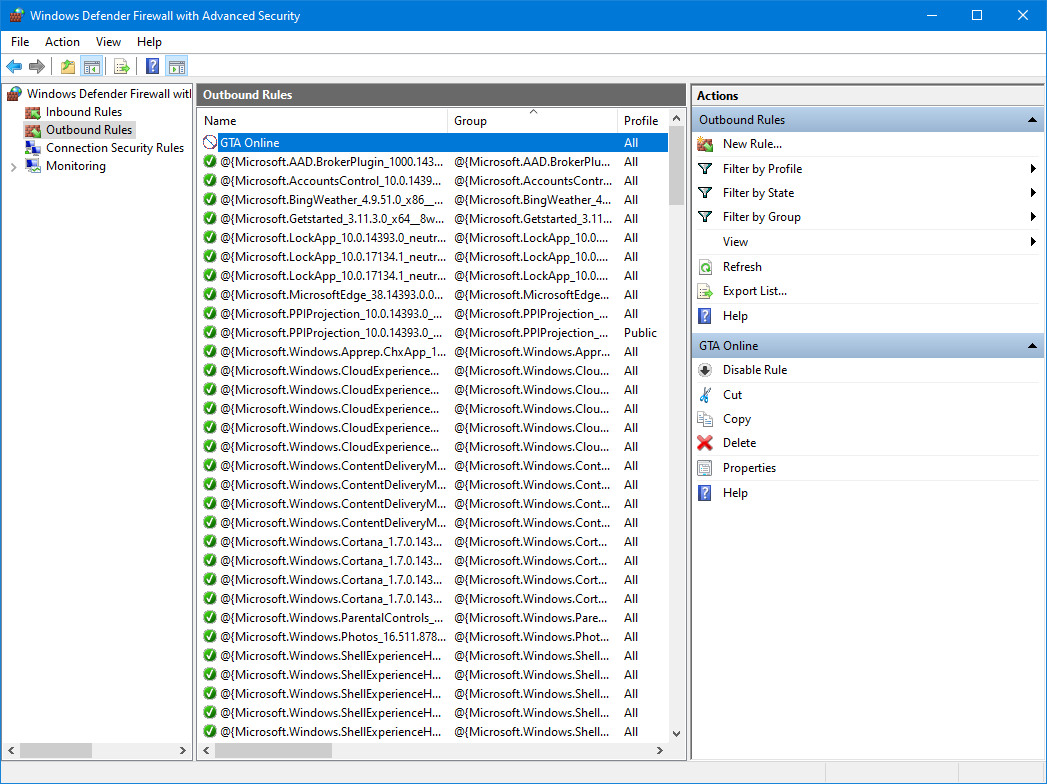 Windows Defender Firewall with Advanced Security
File Action View Help
Windows Defender Firewall with
Inbound Rules
Outbound Rules
Connection Security Rules
Monitoring
Outbound Rules
Name Group Profile
GTA Online All
@{Microsoft.AAD.BrokerPlugin_1000.143... @{Microsoft.AAD.BrokerPlu... All
@{Microsoft.AccountsControl_10.0.1439... @{Microsoft.AccountsContr... All
@{Microsoft.BingWeather_4.9.51.0_x86__... @{Microsoft.BingWeather_4... All
@{Microsoft.Getstarted_3.11.3.0_x64__8w... @{Microsoft.Getstarted_3.11... All
@{Microsoft.LockApp_10.0.14393.0_neutr... @{Microsoft.LockApp_10.0.... All
@{Microsoft.LockApp_10.0.17134.1_neutr... @{Microsoft.LockApp_10.0.... All
@{Microsoft.LockApp_10.0.17134.1_neutr... @{Microsoft.LockApp_10.0.... All
@{Microsoft.MicrosoftEdge_38.14393.0.0... @{Microsoft.MicrosoftEdge... All
@{Microsoft.PPIProjection_10.0.14393.0_... @{Microsoft.PPIProjection_... All
@{Microsoft.PPIProjection_10.0.14393.0_... @{Microsoft.PPIProjection_... Public
@{Microsoft.Windows.Apprep.ChxApp_1... @{Microsoft.Windows.Appr... All
@{Microsoft.Windows.CloudExperience... @{Microsoft.Windows.Clou... All
@{Microsoft.Windows.CloudExperience... @{Microsoft.Windows.Clou... All
@{Microsoft.Windows.CloudExperience... @{Microsoft.Windows.Clou... All
@{Microsoft.Windows.CloudExperience... @{Microsoft.Windows.Clou... All
@{Microsoft.Windows.CloudExperience... @{Microsoft.Windows.Clou... All
@{Microsoft.Windows.ContentDeliveryM... @{Microsoft.Windows.Cont... All
@{Microsoft.Windows.ContentDeliveryM... @{Microsoft.Windows.Cont... All
@{Microsoft.Windows.ContentDeliveryM... @{Microsoft.Windows.Cont... All
@{Microsoft.Windows.ContentDeliveryM... @{Microsoft.Windows.Cont... All
@{Microsoft.Windows.Cortana_1.7.0.143... @{Microsoft.Windows.Cort... All
@{Microsoft.Windows.Cortana_1.7.0.143... @{Microsoft.Windows.Cort... All
@{Microsoft.Windows.Cortana_1.7.0.143... @{Microsoft.Windows.Cort... All
@{Microsoft.Windows.Cortana_1.7.0.143... @{Microsoft.Windows.Cort... All
@{Microsoft.Windows.ParentalControls_... @{Microsoft.Windows.Pare... All
@{Microsoft.Windows.Photos_16.511.878... @{Microsoft.Windows.Phot... All
@{Microsoft.Windows.ShellExperienceH... @{Microsoft.Windows.Shell... All
@{Microsoft.Windows.ShellExperienceH... @{Microsoft.Windows.Shell... All
@{Microsoft.Windows.ShellExperienceH... @{Microsoft.Windows.Shell... All
@{Microsoft.Windows.ShellExperienceH... @{Microsoft.Windows.Shell... All
@{Microsoft.Windows.ShellExperienceH... @{Microsoft.Windows.Shell... All
Actions
Outbound Rules
New Rule...
Filter by Profile
Filter by State
Filter by Group
View
Refresh
Export List...
Help
GTA Online
Disable Rule
Cut
Copy
Delete
Properties
Help